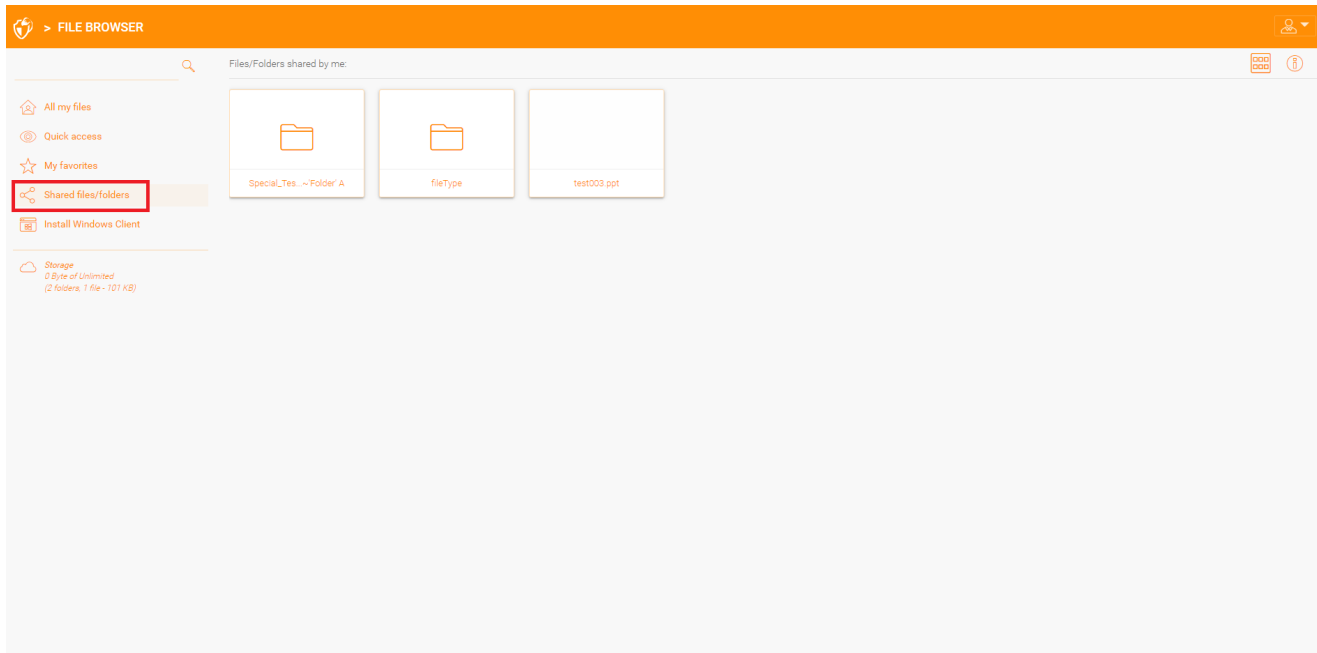 > FILE BROWSER
Files/Folders shared by me:
All my files
Quick access
My favorites
Shared files/folders
Install Windows Client
Storage
0 Byte of Unlimited
(2 folders, 1 file - 101 KB)
Special_Tes...~'Folder' A
fileType
test003.ppt